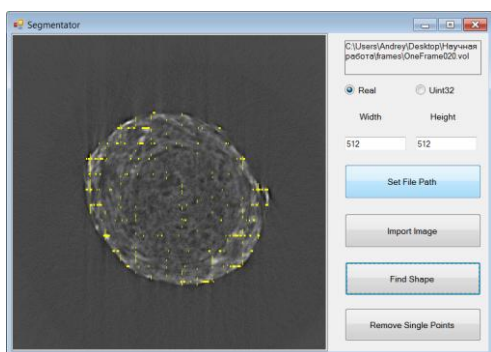 Segmentator
C:\Users\Andrey\Desktop\Научная
работа\frames\OneFrame020.vol
Real Uint32
Width Height
512 512
Set File Path
Import Image
Find Shape
Remove Single Points